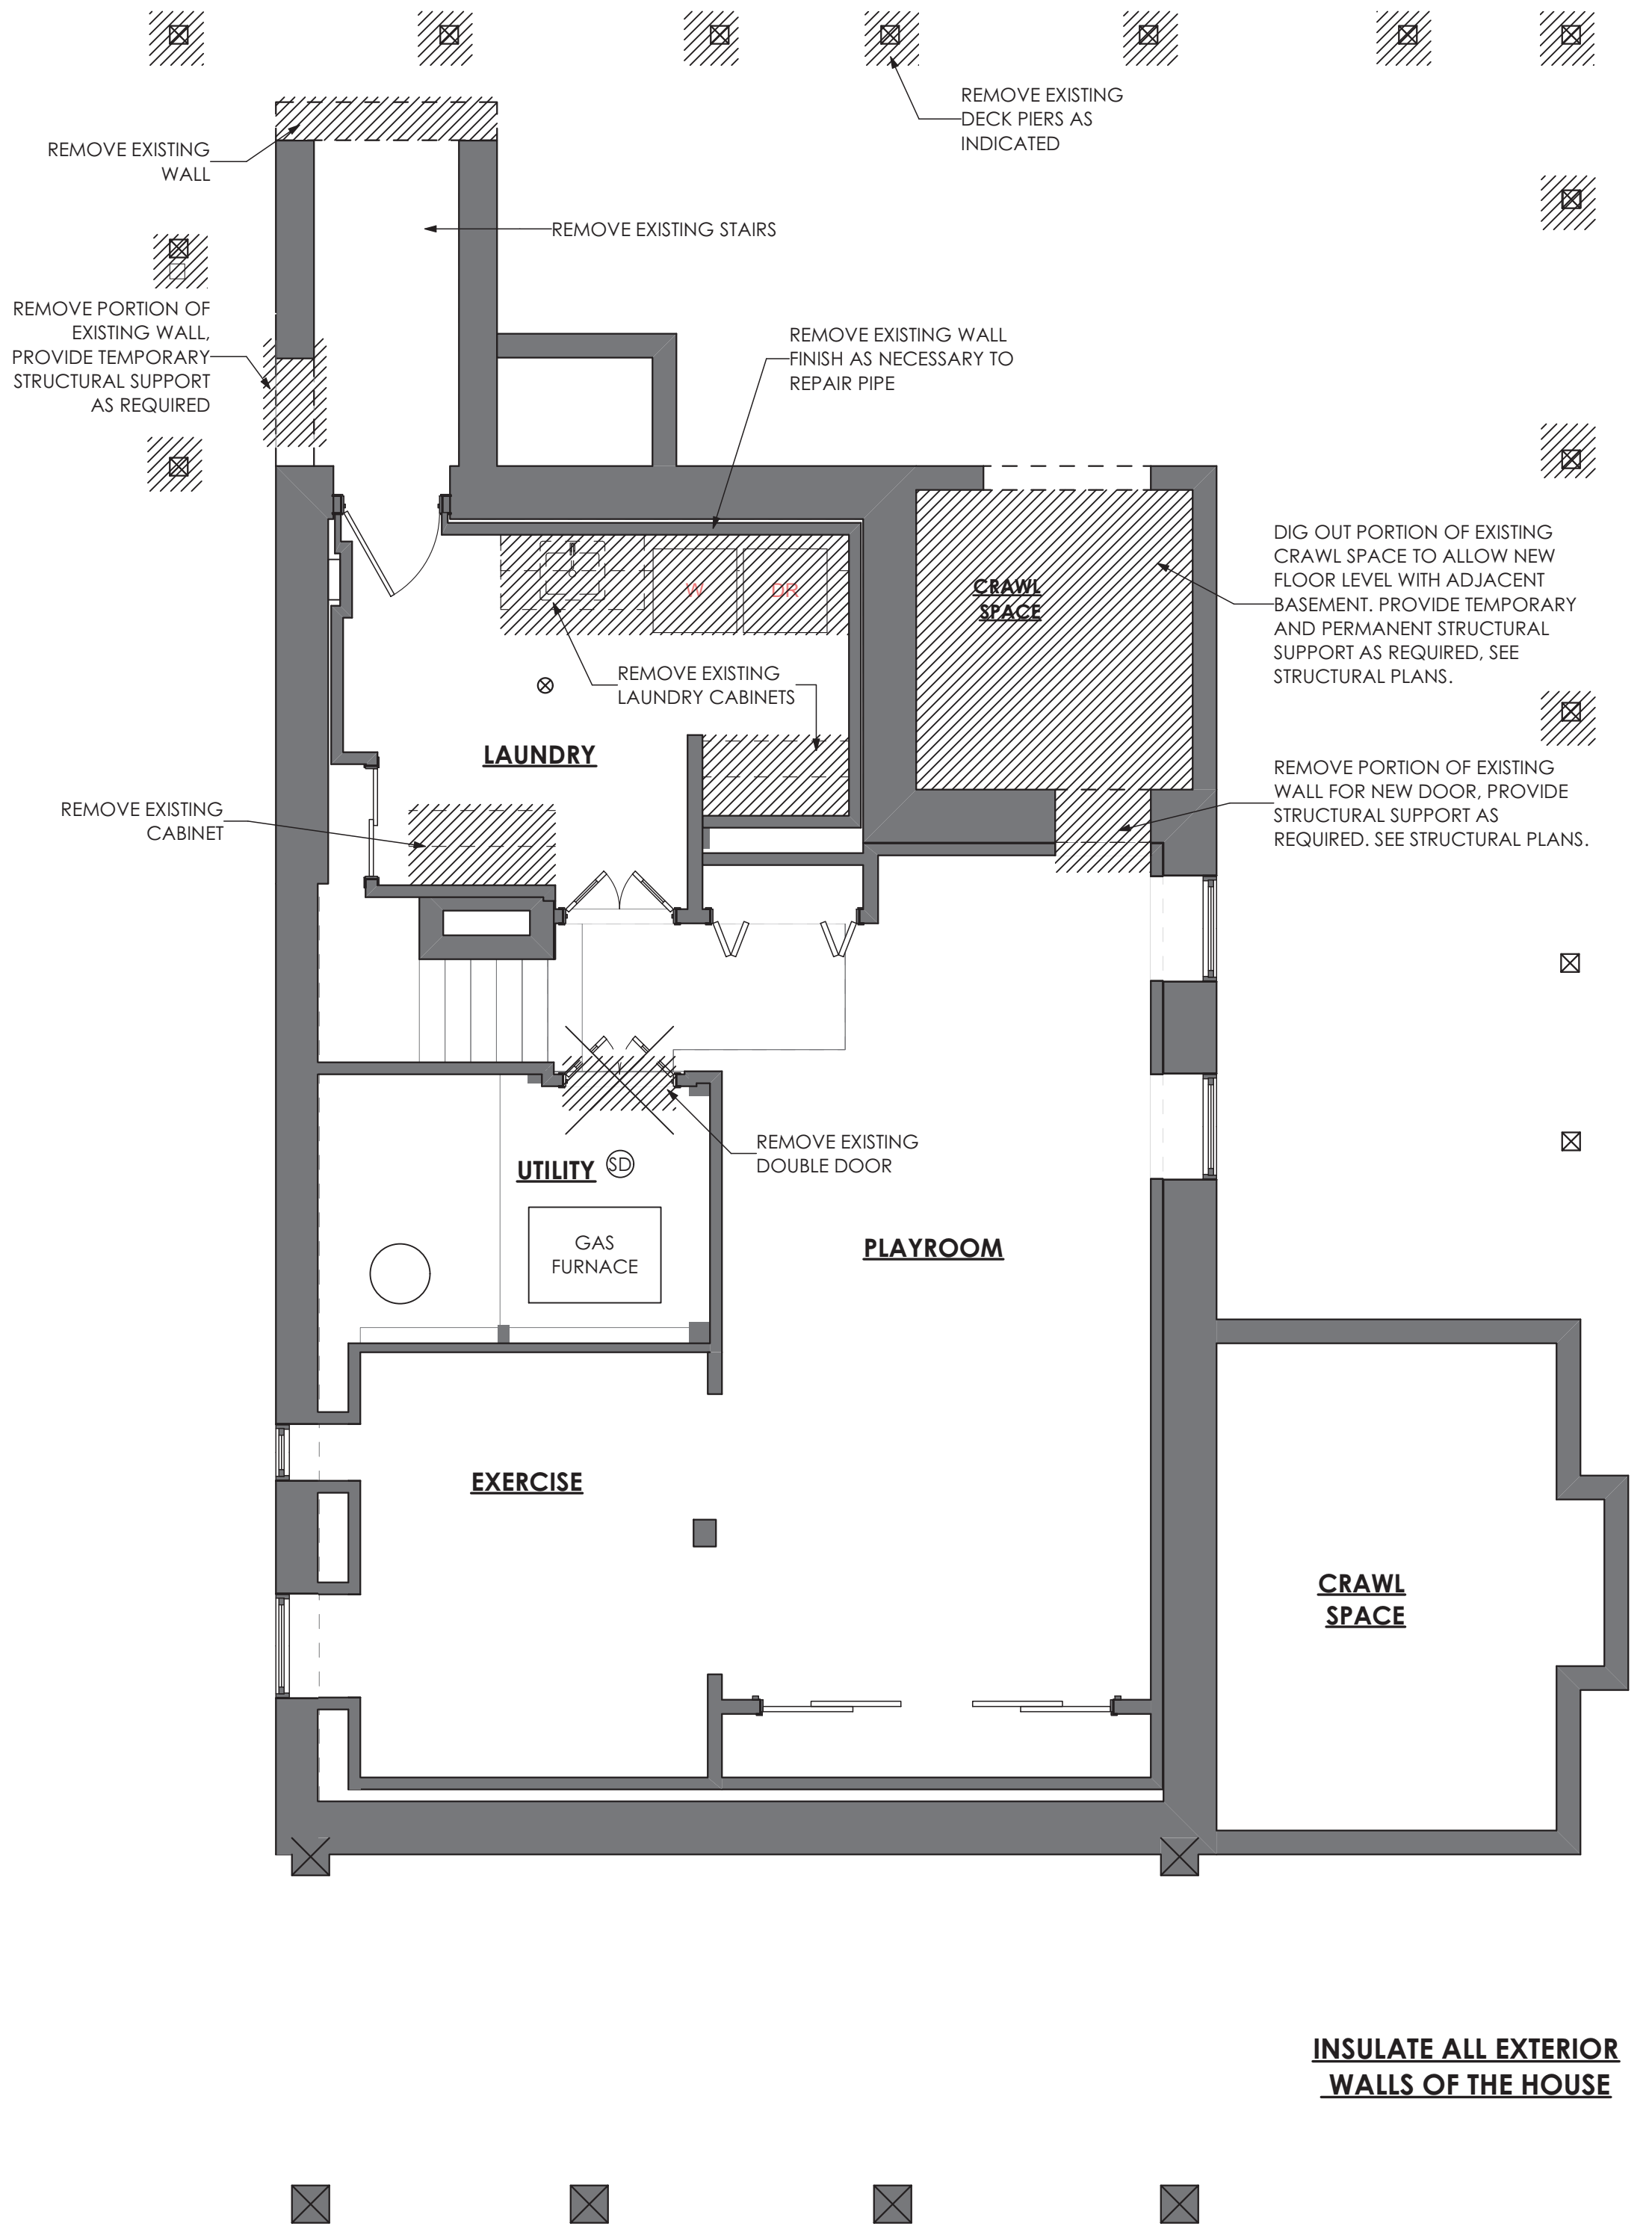 REMOVE EXISTING
DECK PIERS AS
INDICATED
REMOVE EXISTING
WALL
REMOVE EXISTING STAIRS
REMOVE PORTION OF
EXISTING WALL,
PROVIDE TEMPORARY
STRUCTURAL SUPPORT
AS REQUIRED
REMOVE EXISTING WALL
FINISH AS NECESSARY TO
REPAIR PIPE
DIG OUT PORTION OF EXISTING
CRAWL SPACE TO ALLOW NEW
FLOOR LEVEL WITH ADJACENT
BASEMENT. PROVIDE TEMPORARY
AND PERMANENT STRUCTURAL
SUPPORT AS REQUIRED, SEE
STRUCTURAL PLANS.
W
DR
CRAWL
SPACE
REMOVE EXISTING
LAUNDRY CABINETS
LAUNDRY
REMOVE PORTION OF EXISTING
WALL FOR NEW DOOR, PROVIDE
STRUCTURAL SUPPORT AS
REQUIRED. SEE STRUCTURAL PLANS.
REMOVE EXISTING
CABINET
REMOVE EXISTING
DOUBLE DOOR
UTILITY
SD
GAS
FURNACE
PLAYROOM
EXERCISE
CRAWL
SPACE
INSULATE ALL EXTERIOR
WALLS OF THE HOUSE